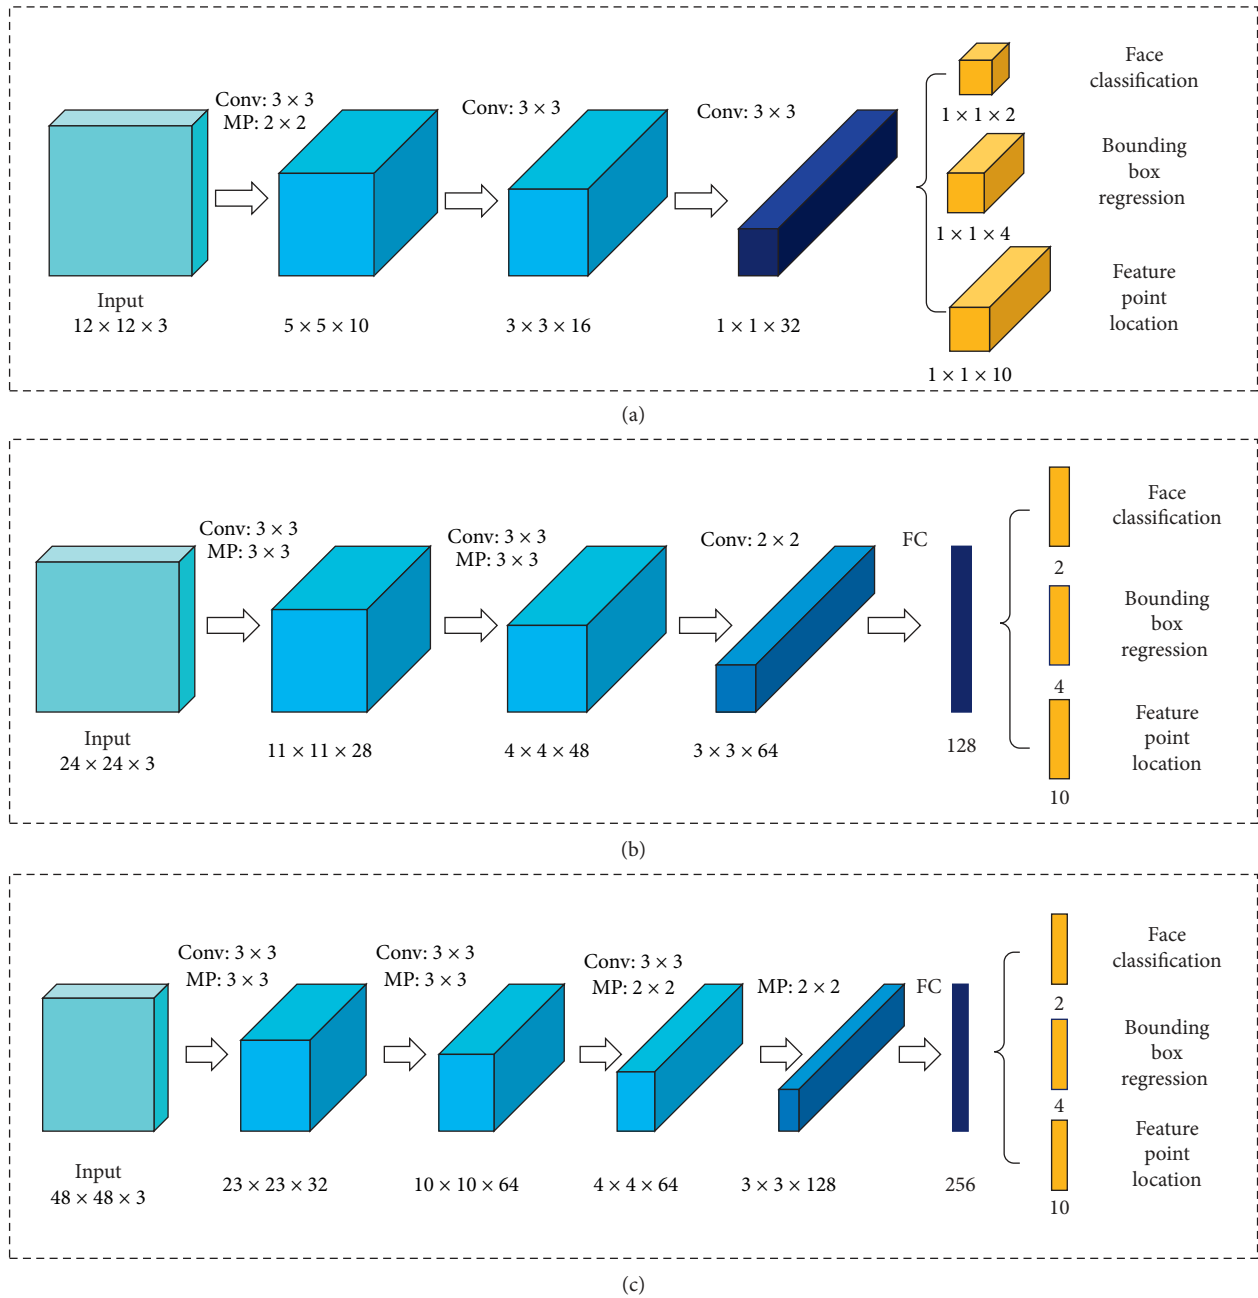 Conv: 3 × 3
MP: 2 × 2
Conv: 3 × 3
Conv: 3 × 3
Input
12 × 12 × 3
5 × 5 × 10
3 × 3 × 16
1 × 1 × 32
1 × 1 × 2
Face
classification
1 × 1 × 4
Bounding
box
regression
1 × 1 × 10
Feature
point
location
(a)
Conv: 3 × 3
MP: 3 × 3
Conv: 3 × 3
MP: 3 × 3
Conv: 2 × 2
FC
Input
24 × 24 × 3
11 × 11 × 28
4 × 4 × 48
3 × 3 × 64
128
2
Face
classification
4
Bounding
box
regression
10
Feature
point
location
(b)
Conv: 3 × 3
MP: 3 × 3
Conv: 3 × 3
MP: 3 × 3
Conv: 3 × 3
MP: 2 × 2
MP: 2 × 2
FC
Input
48 × 48 × 3
23 × 23 × 32
10 × 10 × 64
4 × 4 × 64
3 × 3 × 128
256
2
Face
classification
4
Bounding
box
regression
10
Feature
point
location
(c)